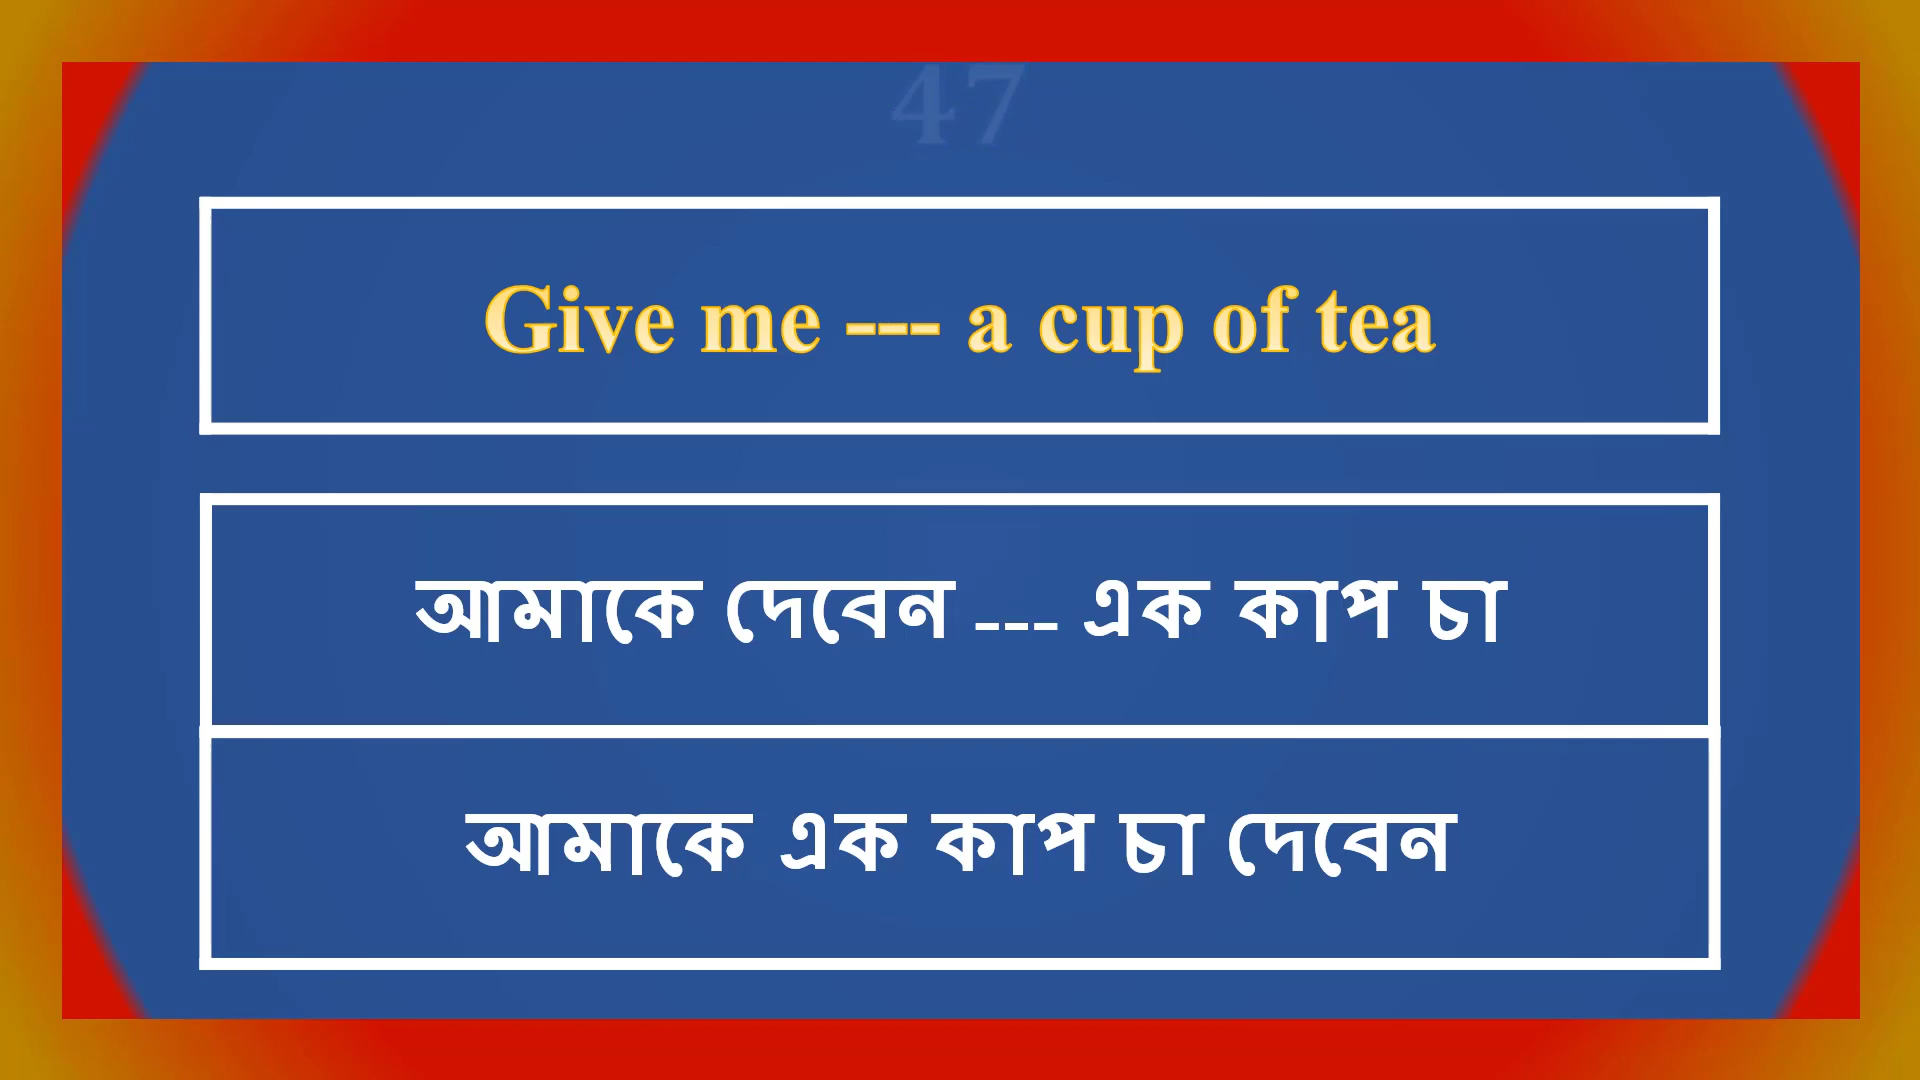 47
Give me --- a cup of tea
আমাকে দেবেন --- এক কাপ চা
আমাকে এক কাপ চা দেবেন